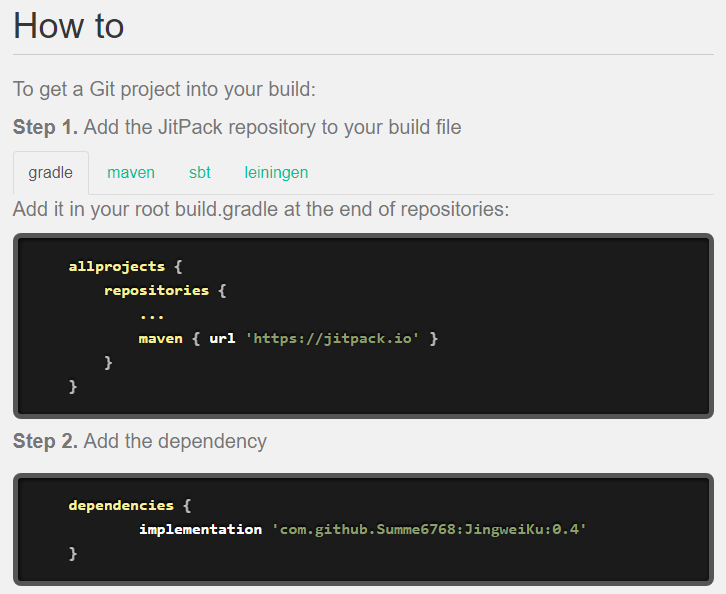 How to
To get a Git project into your build:
Step 1. Add the JitPack repository to your build file
gradle maven sbt leiningen
Add it in your root build.gradle at the end of repositories:
allprojects {
repositories {
...
maven { url 'https://jitpack.io' }
}
}
Step 2. Add the dependency
dependencies {
implementation 'com.github.Summe6768:JingweiKu:0.4'
}